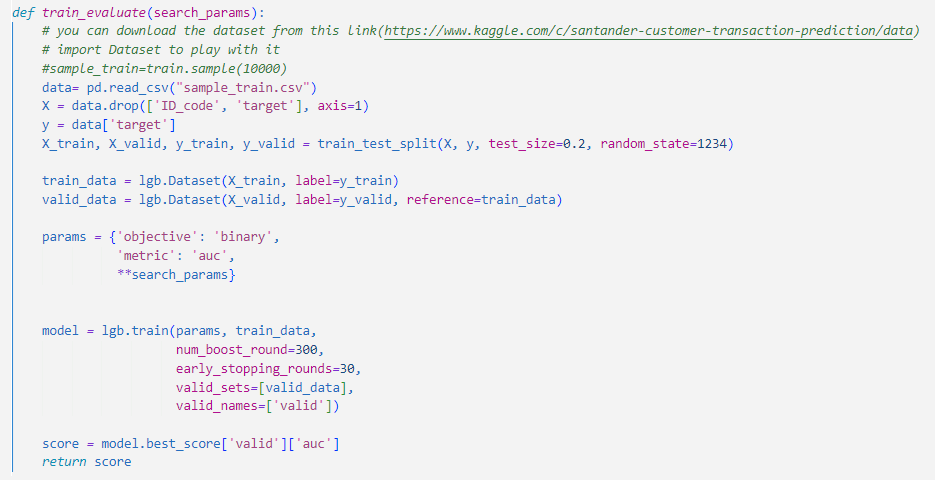 def train_evaluate(search_params):
    # you can download the dataset from this link(https://www.kaggle.com/c/santander-customer-transaction-prediction/data)
    # import Dataset to play with it
    #sample_train=train.sample(10000)
    data= pd.read_csv("sample_train.csv")
    X = data.drop(['ID_code', 'target'], axis=1)
    y = data['target']
    X_train, X_valid, y_train, y_valid = train_test_split(X, y, test_size=0.2, random_state=1234)

    train_data = lgb.Dataset(X_train, label=y_train)
    valid_data = lgb.Dataset(X_valid, label=y_valid, reference=train_data)

    params = {'objective': 'binary',
              'metric': 'auc',
              **search_params}

    model = lgb.train(params, train_data,
                      num_boost_round=300,
                      early_stopping_rounds=30,
                      valid_sets=[valid_data],
                      valid_names=['valid'])

    score = model.best_score['valid']['auc']
    return score